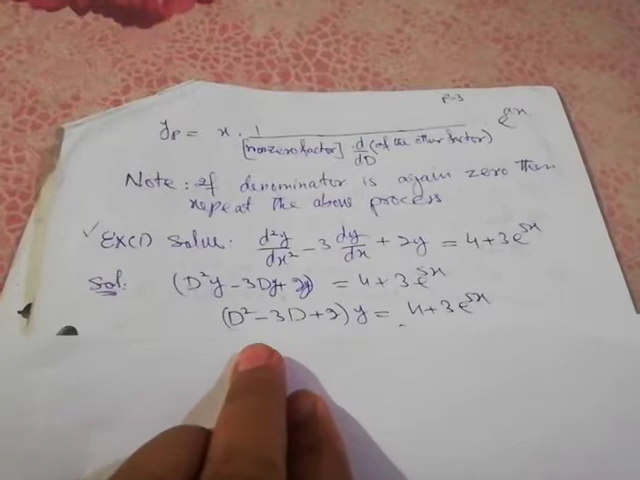 P-3
yp = x · 1 / [nonzero factor] · d/dD (of the other factor) · e^ax
Note: If denominator is again zero then
repeat the above process
✓ Ex(1) Solve: d²y/dx² - 3 dy/dx + 2y = 4+3e^5x
Sol: (D²y - 3Dy + 2y) = 4+3e^5x
(D² - 3D + 2) y = 4+3e^5x